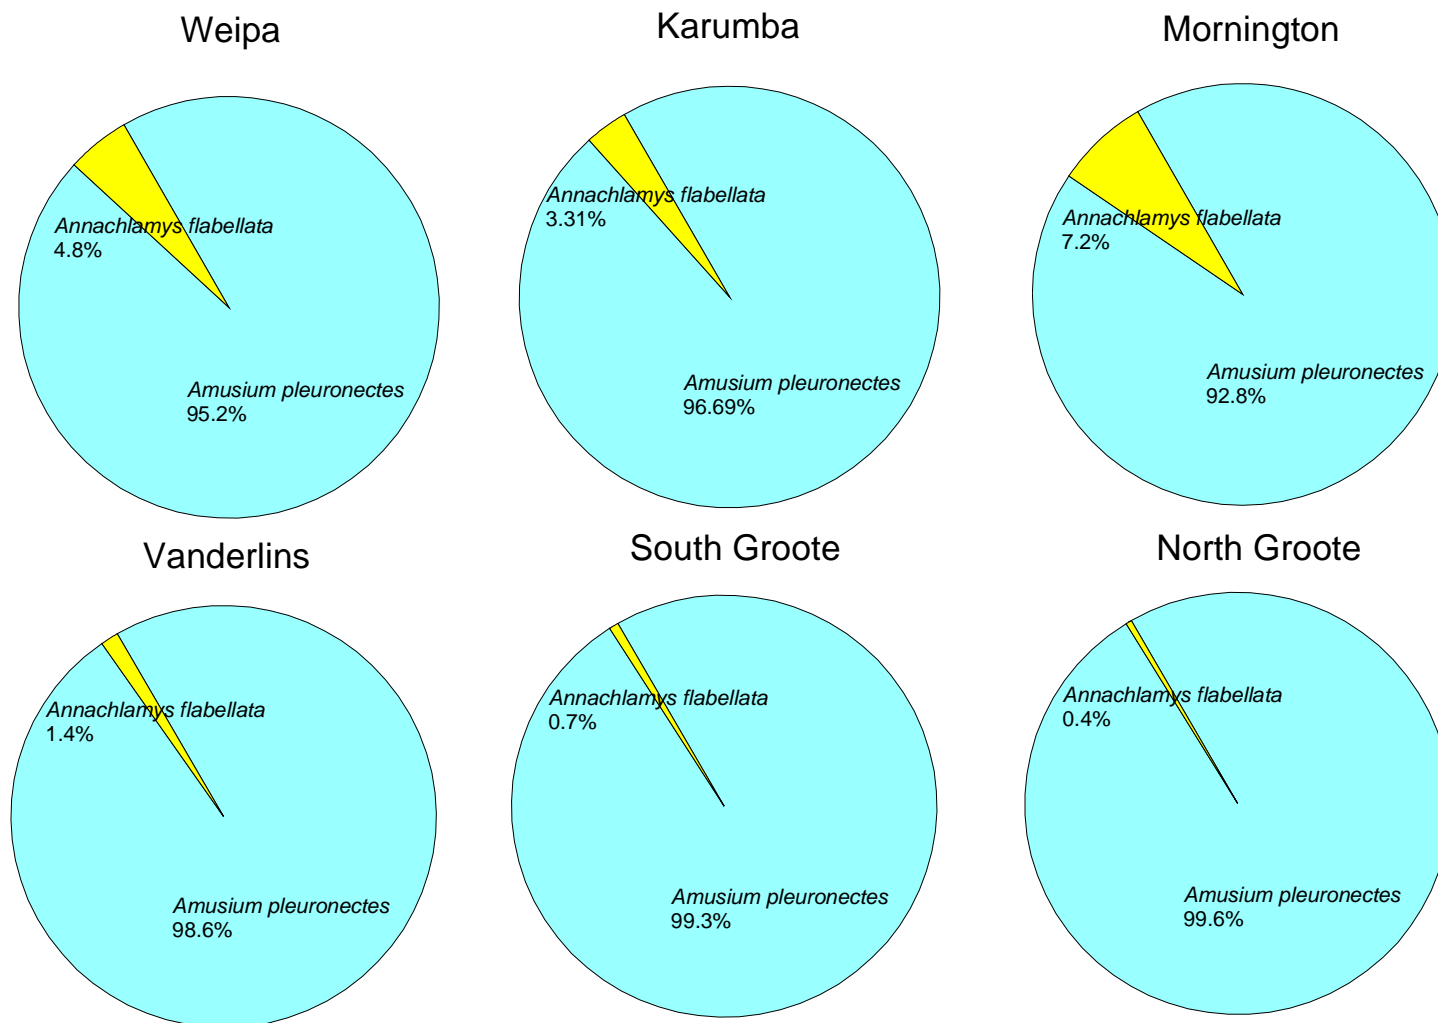 Weipa
Annachlamys flabellata
4.8%
Amusium pleuronectes
95.2%
Karumba
Annachlamys flabellata
3.31%
Amusium pleuronectes
96.69%
Mornington
Annachlamys flabellata
7.2%
Amusium pleuronectes
92.8%
Vanderlins
Annachlamys flabellata
1.4%
Amusium pleuronectes
98.6%
South Groote
Annachlamys flabellata
0.7%
Amusium pleuronectes
99.3%
North Groote
Annachlamys flabellata
0.4%
Amusium pleuronectes
99.6%